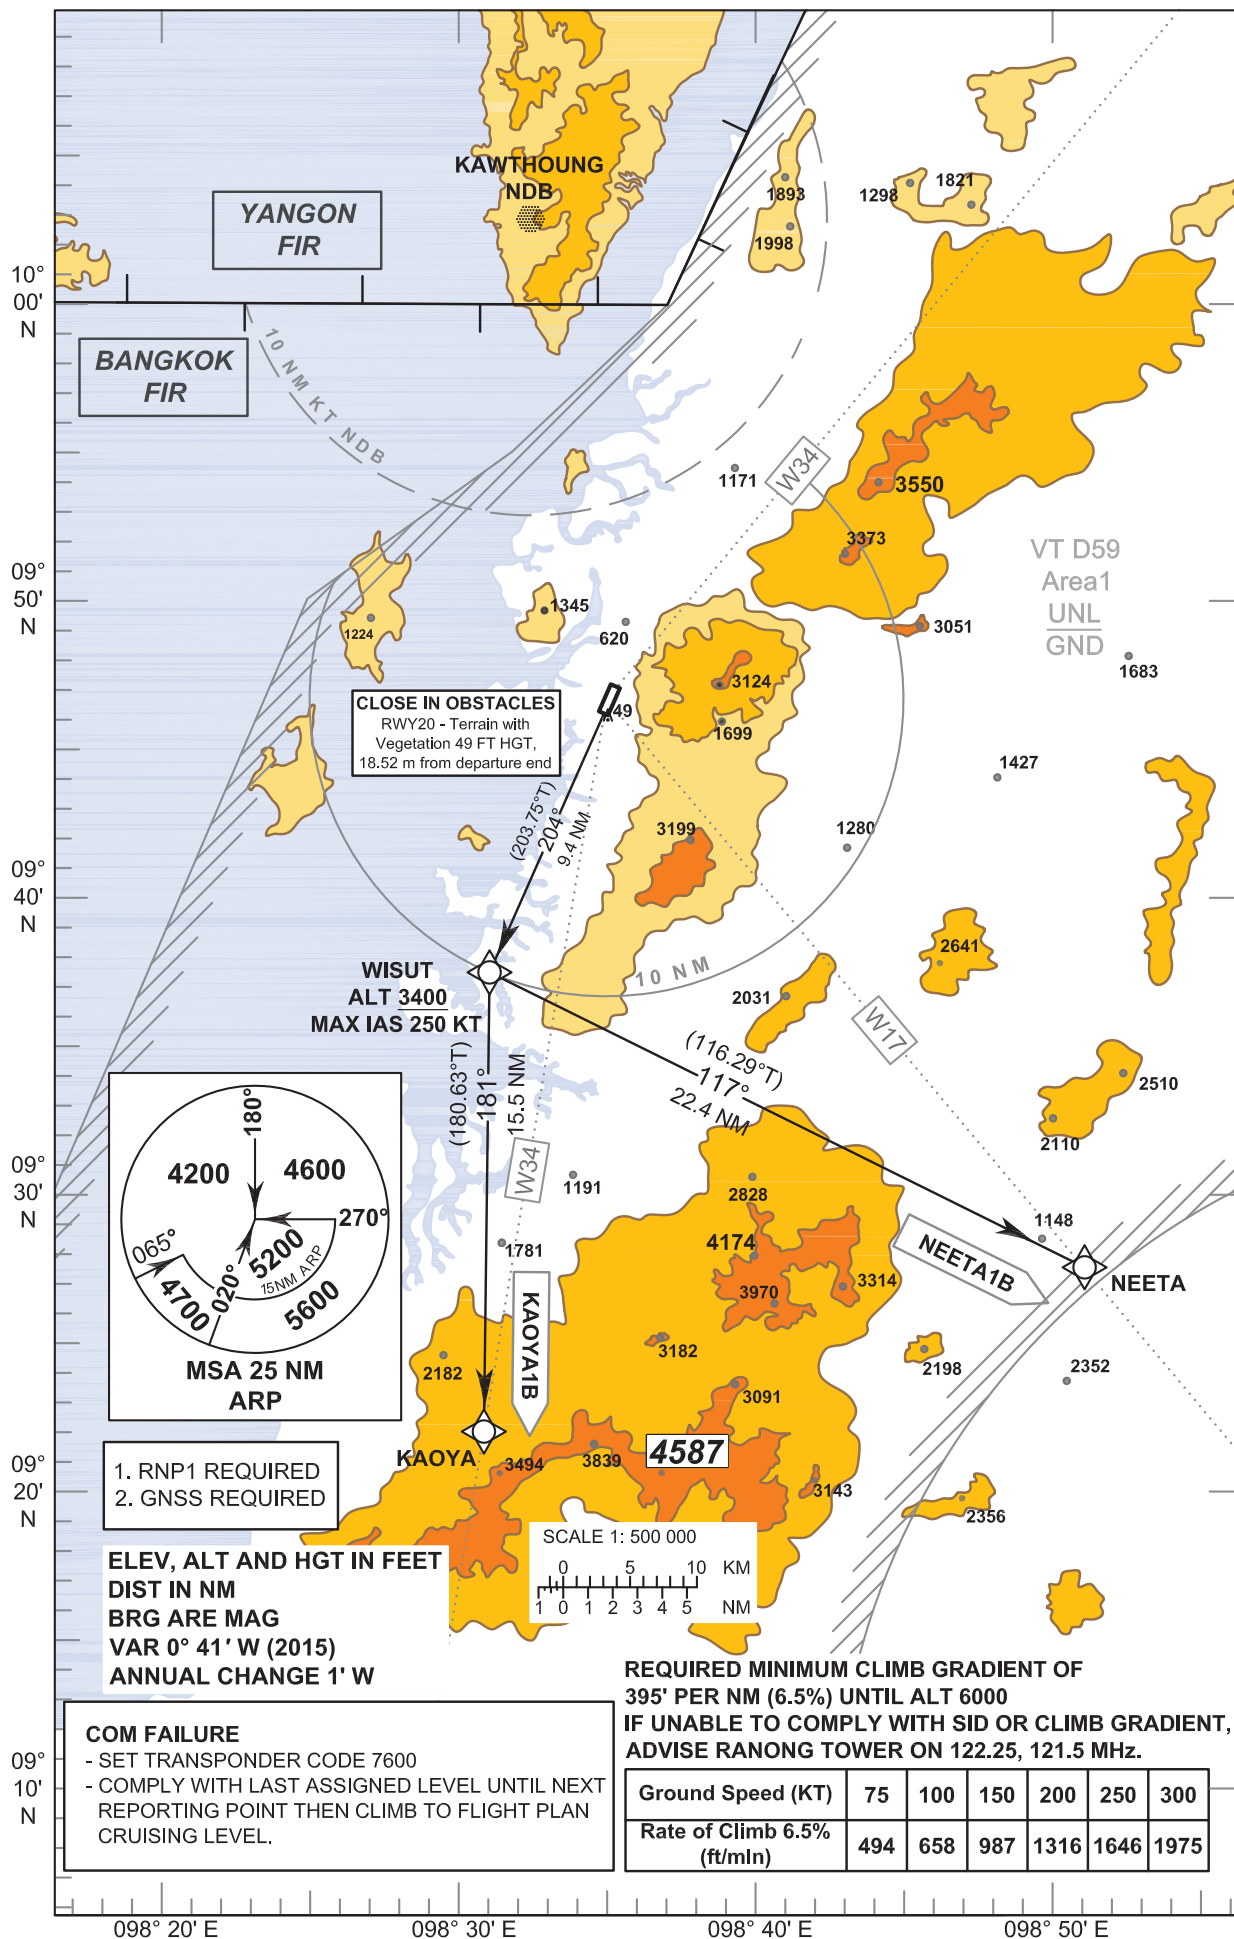 KAWTHOUNG
NDB
1893
1298
1821
1998
YANGON
FIR
10°
00'
N
BANGKOK
FIR
10 NM KT NDB
W34
1171
3550
3373
VT D59
Area1
UNL
GND
09°
50'
N
1224
1345
620
3051
1683
3124
CLOSE IN OBSTACLES
RWY20 - Terrain with
Vegetation 49 FT HGT,
18.52 m from departure end
49
1699
1427
(203.75°T)
204°
9.4 NM
3199
1280
09°
40'
N
WISUT
ALT 3400
MAX IAS 250 KT
10 NM
2641
2031
W17
(116.29°T)
117°
22.4 NM
(180.63°T)
181°
15.5 NM
W34
2510
2110
180°
4200
4600
270°
065°
020°
5200
15NM ARP
4700
5600
MSA 25 NM
ARP
09°
30'
N
1191
2828
1148
1781
4174
NEETA1B
NEETA
3970
3314
KAOYA1B
2182
3182
2198
2352
3091
KAOYA
4587
3494
3839
3143
2356
09°
20'
N
1. RNP1 REQUIRED
2. GNSS REQUIRED
SCALE 1: 500 000
0 5 10 KM
1 0 1 2 3 4 5 NM
ELEV, ALT AND HGT IN FEET
DIST IN NM
BRG ARE MAG
VAR 0° 41' W (2015)
ANNUAL CHANGE 1' W
REQUIRED MINIMUM CLIMB GRADIENT OF
395' PER NM (6.5%) UNTIL ALT 6000
IF UNABLE TO COMPLY WITH SID OR CLIMB GRADIENT,
ADVISE RANONG TOWER ON 122.25, 121.5 MHz.
COM FAILURE
- SET TRANSPONDER CODE 7600
- COMPLY WITH LAST ASSIGNED LEVEL UNTIL NEXT
REPORTING POINT THEN CLIMB TO FLIGHT PLAN
CRUISING LEVEL.
09°
10'
N
Ground Speed (KT) 75 100 150 200 250 300
Rate of Climb 6.5%
(ft/mln) 494 658 987 1316 1646 1975
098° 20' E 098° 30' E 098° 40' E 098° 50' E